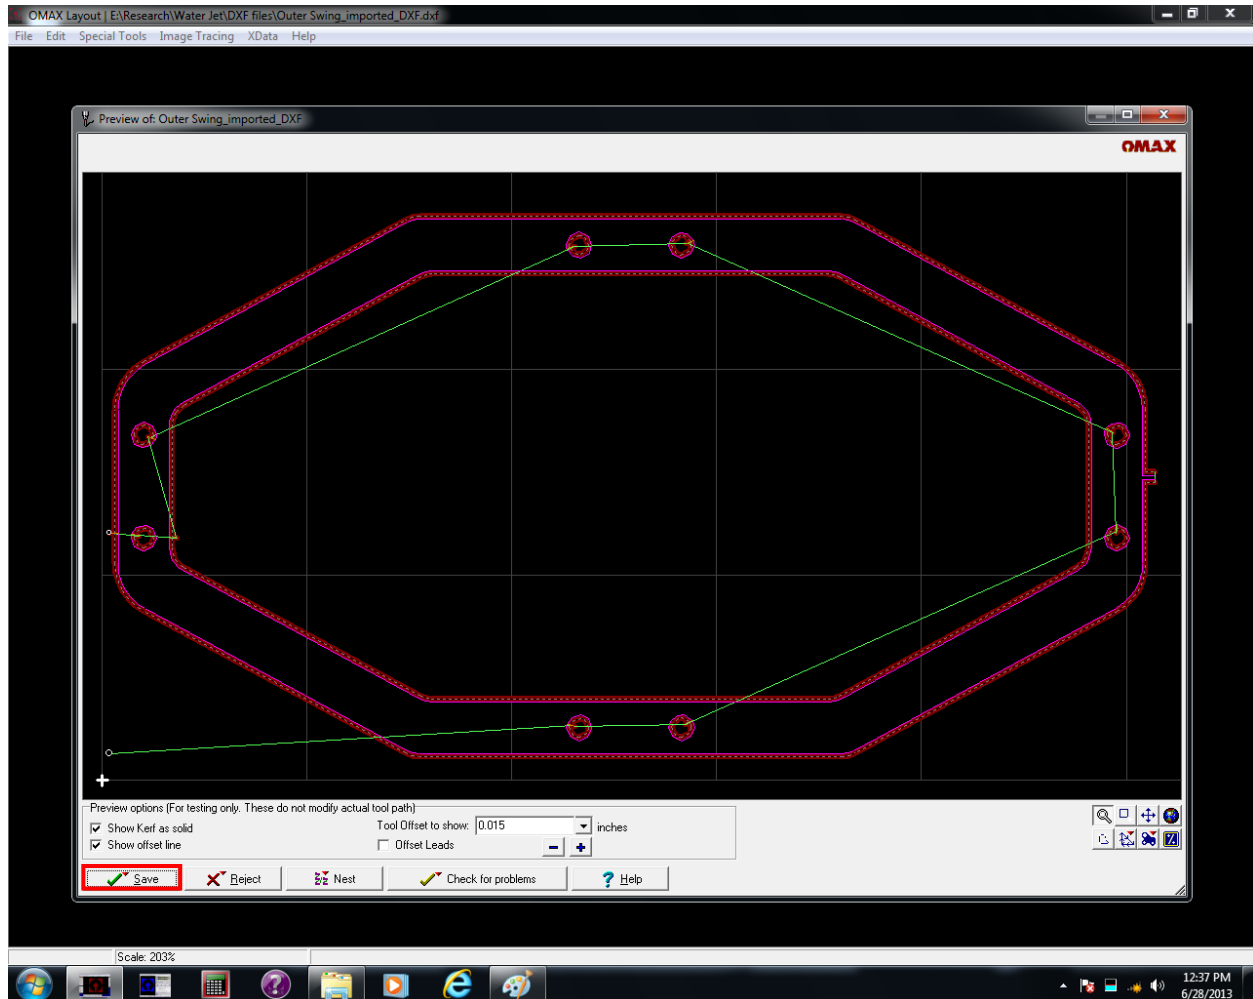 OMAX Layout | E:\Research\Water Jet\DXF files\Outer Swing_imported_DXF.dxf
File Edit Special Tools Image Tracing XData Help
Preview of: Outer Swing_imported_DXF
OMAX
Preview options (For testing only. These do not modify actual tool path)
Show Kerf as solid
Tool Offset to show: 0.015 inches
Show offset line
Offset Leads
Save Reject Nest Check for problems ? Help
Scale: 203%
12:37 PM
6/28/2013